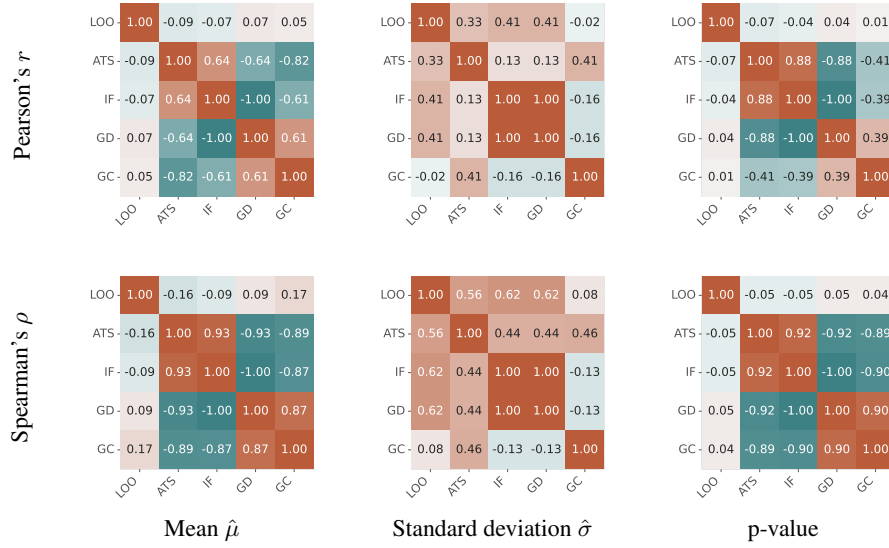 Pearson's r
LOO 1.00 -0.09 -0.07 0.07 0.05
ATS -0.09 1.00 0.64 -0.64 -0.82
IF -0.07 0.64 1.00 -1.00 -0.61
GD 0.07 -0.64 -1.00 1.00 0.61
GC 0.05 -0.82 -0.61 0.61 1.00
LOO ATS IF GD GC
LOO 1.00 0.33 0.41 0.41 -0.02
ATS 0.33 1.00 0.13 0.13 0.41
IF 0.41 0.13 1.00 1.00 -0.16
GD 0.41 0.13 1.00 1.00 -0.16
GC -0.02 0.41 -0.16 -0.16 1.00
LOO ATS IF GD GC
LOO 1.00 -0.07 -0.04 0.04 0.01
ATS -0.07 1.00 0.88 -0.88 -0.41
IF -0.04 0.88 1.00 -1.00 -0.39
GD 0.04 -0.88 -1.00 1.00 0.39
GC 0.01 -0.41 -0.39 0.39 1.00
LOO ATS IF GD GC
Spearman's ρ
LOO 1.00 -0.16 -0.09 0.09 0.17
ATS -0.16 1.00 0.93 -0.93 -0.89
IF -0.09 0.93 1.00 -1.00 -0.87
GD 0.09 -0.93 -1.00 1.00 0.87
GC 0.17 -0.89 -0.87 0.87 1.00
LOO ATS IF GD GC
LOO 1.00 0.56 0.62 0.62 0.08
ATS 0.56 1.00 0.44 0.44 0.46
IF 0.62 0.44 1.00 1.00 -0.13
GD 0.62 0.44 1.00 1.00 -0.13
GC 0.08 0.46 -0.13 -0.13 1.00
LOO ATS IF GD GC
LOO 1.00 -0.05 -0.05 0.05 0.04
ATS -0.05 1.00 0.92 -0.92 -0.89
IF -0.05 0.92 1.00 -1.00 -0.90
GD 0.05 -0.92 -1.00 1.00 0.90
GC 0.04 -0.89 -0.90 0.90 1.00
LOO ATS IF GD GC
Mean μ̂
Standard deviation σ̂
p-value